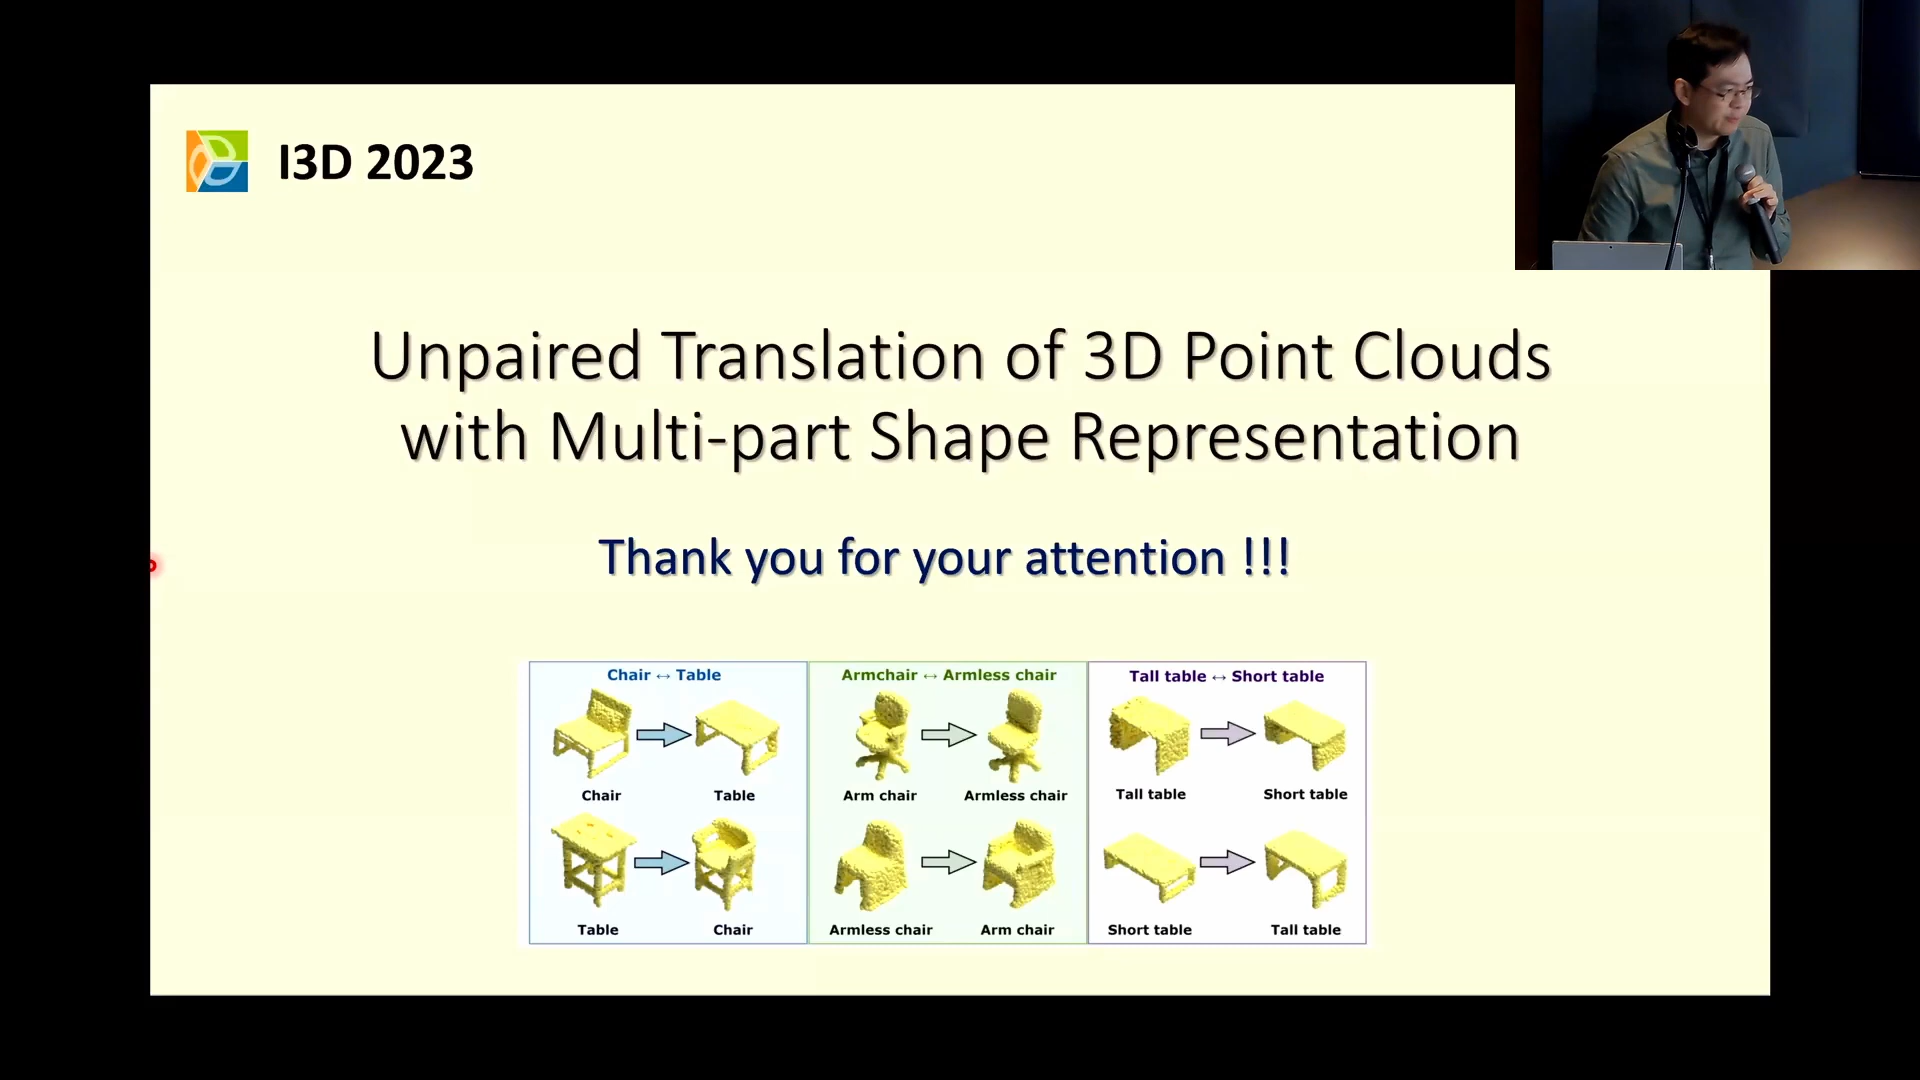 I3D 2023
Unpaired Translation of 3D Point Clouds
with Multi-part Shape Representation
Thank you for your attention !!!
Chair ↔ Table
Chair
Table
Table
Chair
Armchair ↔ Armless chair
Arm chair
Armless chair
Armless chair
Arm chair
Tall table ↔ Short table
Tall table
Short table
Short table
Tall table